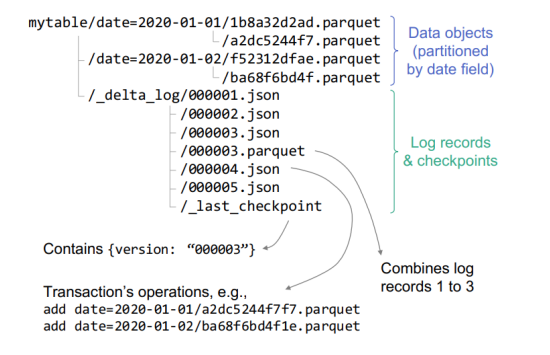 mytable/date=2020-01-01/1b8a32d2ad.parquet
/a2dc5244f7.parquet
/date=2020-01-02/f52312dfae.parquet
/ba68f6bd4f.parquet
/_delta_log/000001.json
/000002.json
/000003.json
/000003.parquet
/000004.json
/000005.json
/_last_checkpoint
Data objects
(partitioned
by date field)
Log records
& checkpoints
Contains {version: “000003”}
Combines log
records 1 to 3
Transaction’s operations, e.g.,
add date=2020-01-01/a2dc5244f7f7.parquet
add date=2020-01-02/ba68f6bd4f1e.parquet